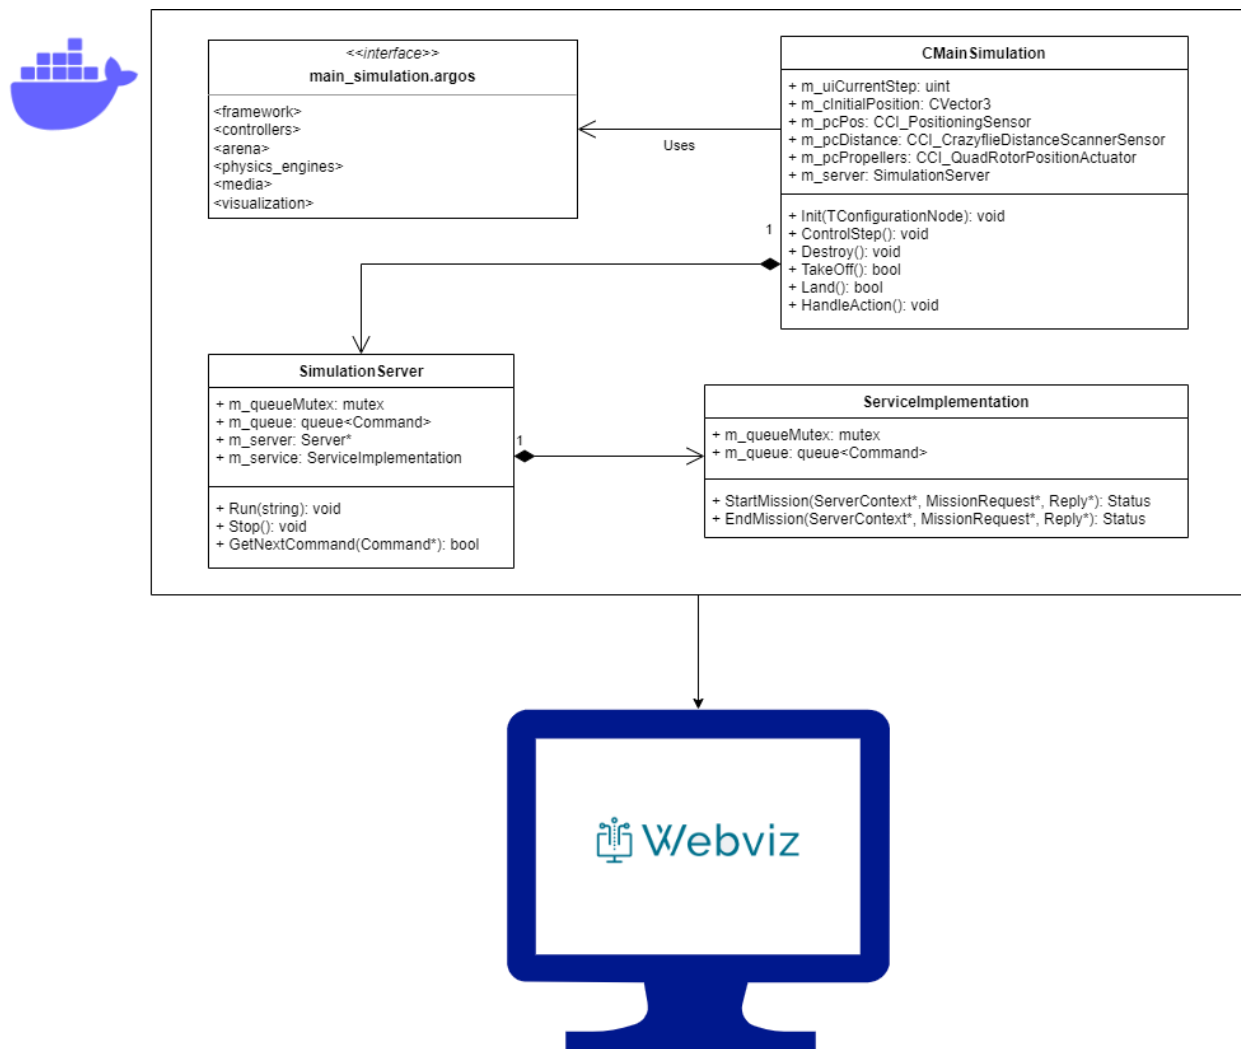 <<interface>>
main_simulation.argos
<framework>
<controllers>
<arena>
<physics_engines>
<media>
<visualization>
Uses
CMainSimulation
+ m_uiCurrentStep: uint
+ m_cInitialPosition: CVector3
+ m_pcPos: CCI_PositioningSensor
+ m_pcDistance: CCI_CrazyflieDistanceScannerSensor
+ m_pcPropellers: CCI_QuadRotorPositionActuator
+ m_server: SimulationServer
+ Init(TConfigurationNode): void
+ ControlStep(): void
+ Destroy(): void
+ TakeOff(): bool
+ Land(): bool
+ HandleAction(): void
1
SimulationServer
+ m_queueMutex: mutex
+ m_queue: queue<Command>
+ m_server: Server*
+ m_service: ServiceImplementation
+ Run(string): void
+ Stop(): void
+ GetNextCommand(Command*): bool
1
ServiceImplementation
+ m_queueMutex: mutex
+ m_queue: queue<Command>
+ StartMission(ServerContext*, MissionRequest*, Reply*): Status
+ EndMission(ServerContext*, MissionRequest*, Reply*): Status
Webviz